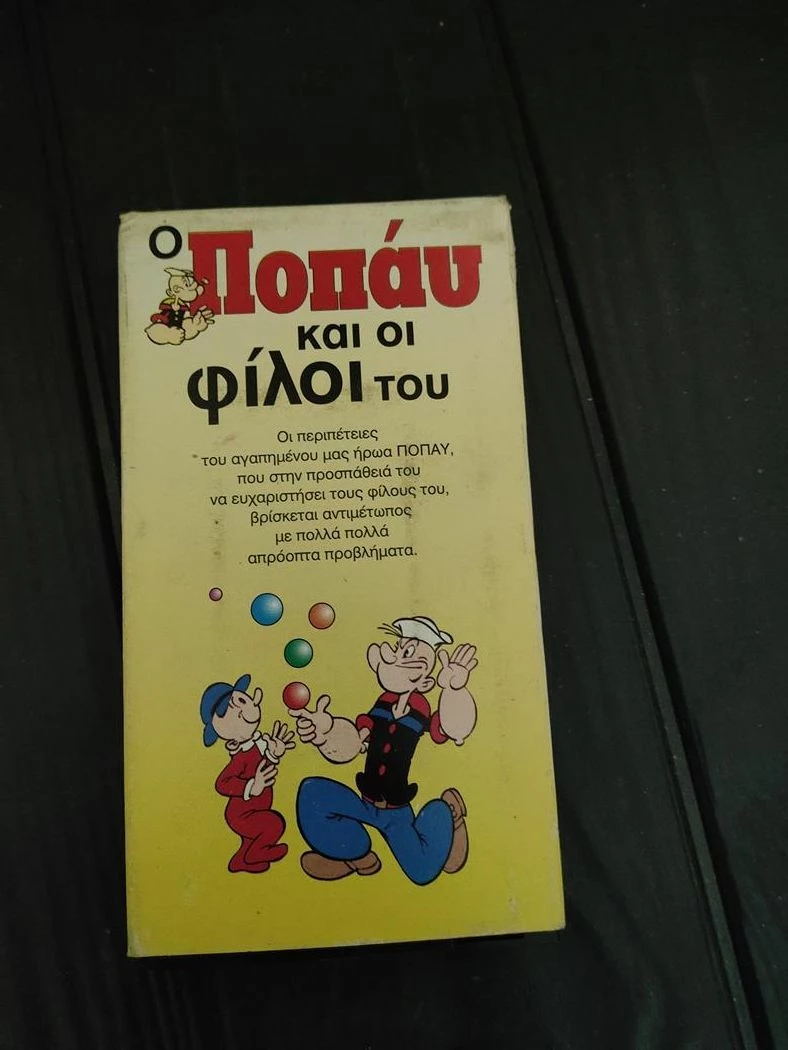 Ο Ποπάυ
και οι
φίλοι του
Οι περιπέτειες
του αγαπημένου μας ήρωα ΠΟΠΑΥ,
που στην προσπάθειά του
να ευχαριστήσει τους φίλους του,
βρίσκεται αντιμέτωπος
με πολλά πολλά
απρόοπτα προβλήματα.